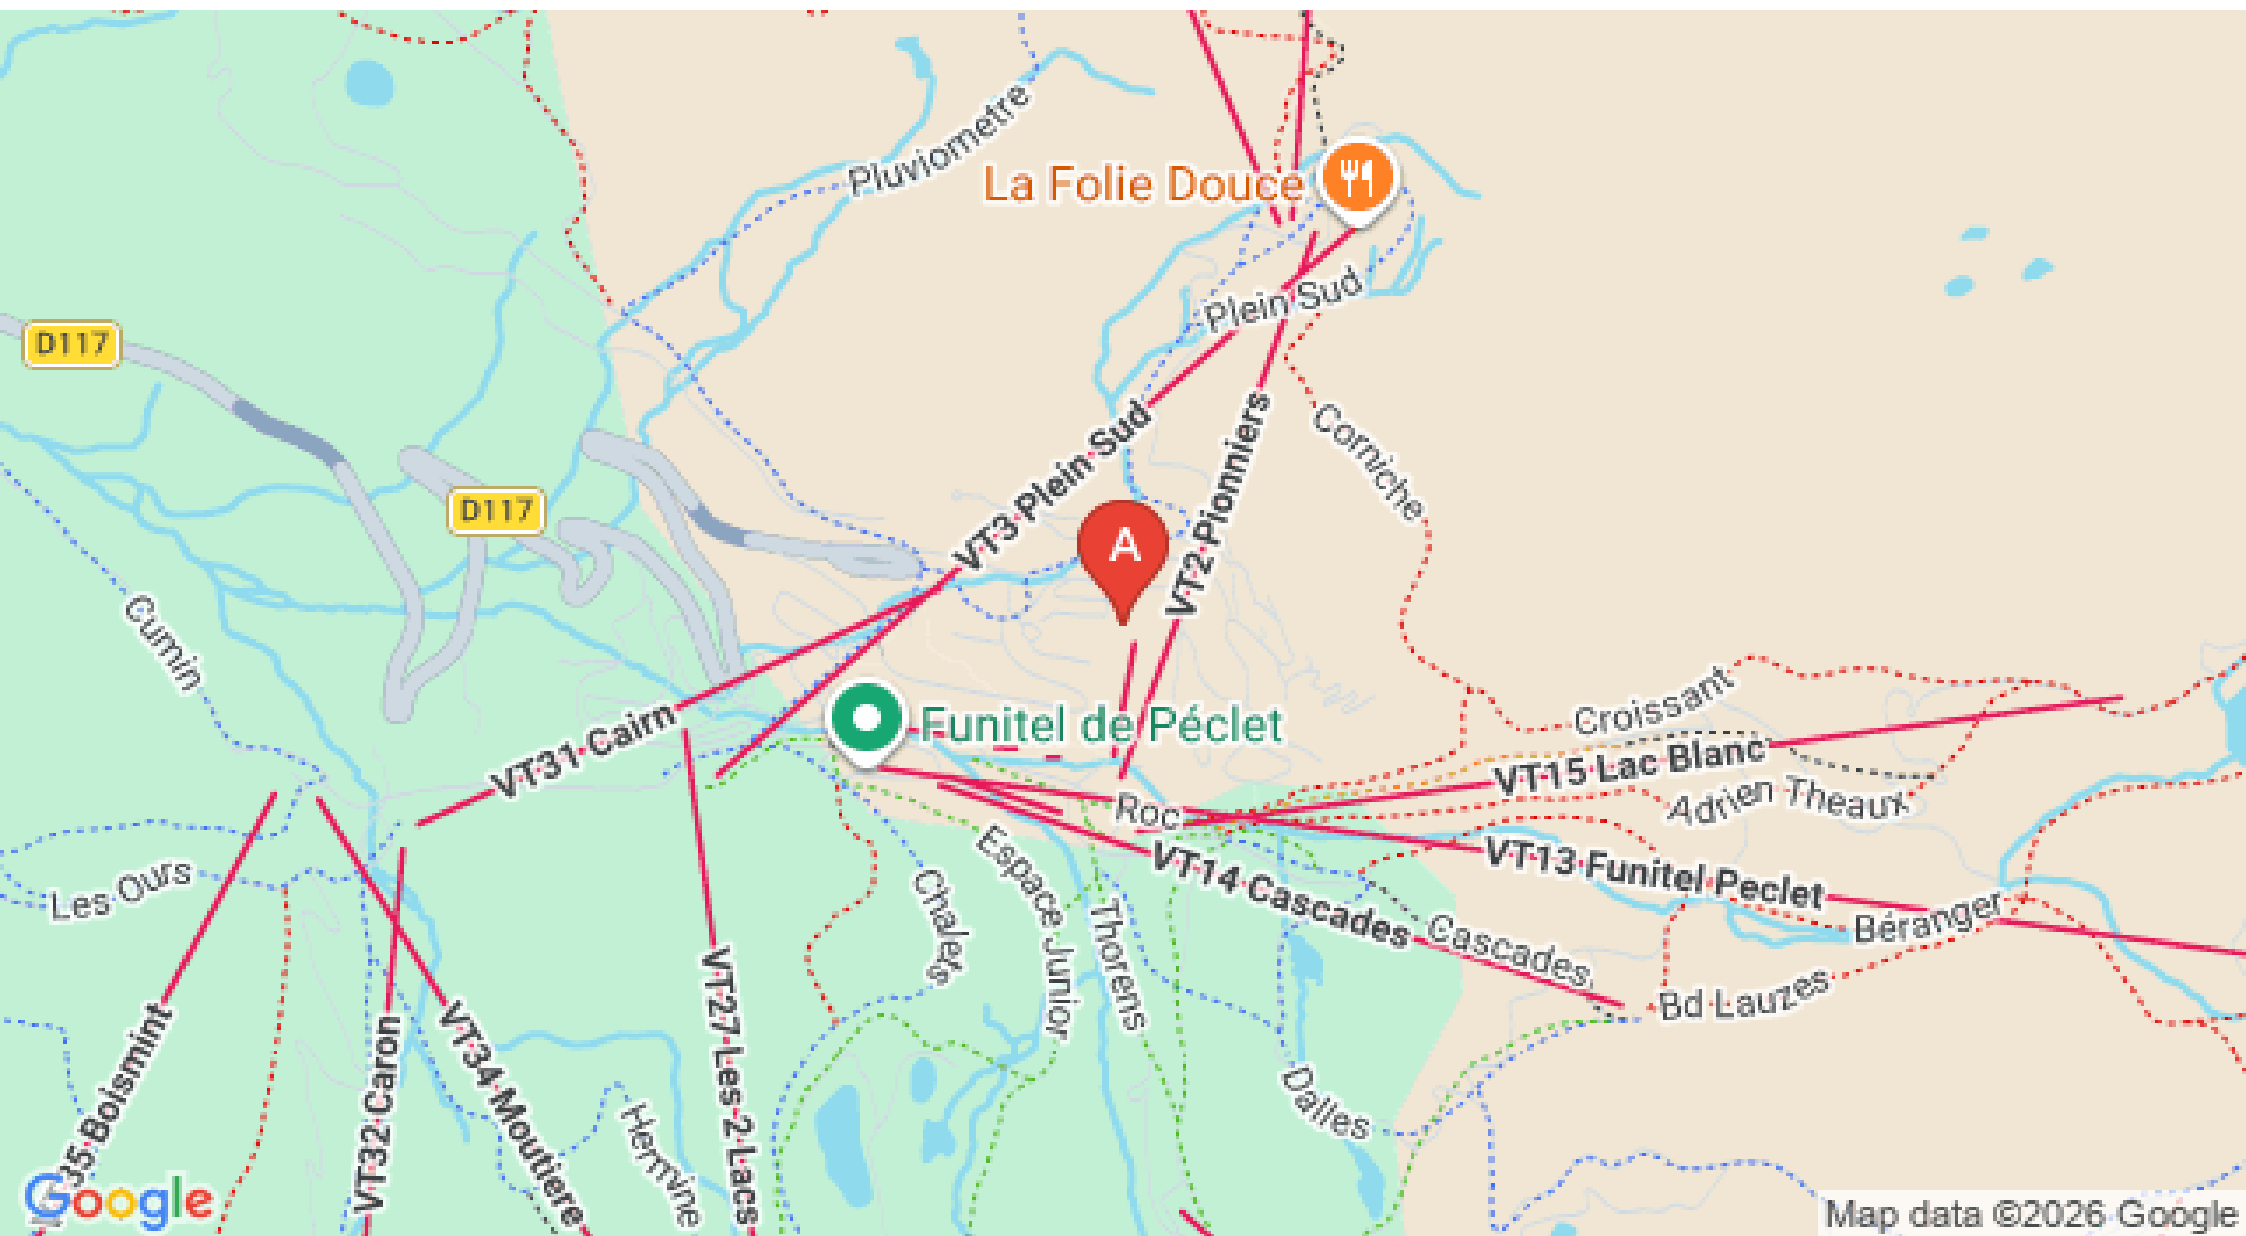 Pluviometre
La Folie Douce
Plein Sud
D117
VT3 Plein Sud
VT2 Pionniers
Corniche
D117
A
Cumin
Funitel de Péclet
VT31 Cairn
Croissant
VT15 Lac Blanc
Adrien Theaux
Roc
VT13 Funitel Peclet
VT14 Cascades
Les Ours
Espace Junior
Chalets
Thorens
Cascades
Béranger
Bd Lauzes
VT27 Les 2 Lacs
35 Boismint
VT32 Caron
VT34 Moutiere
Hermine
Dalles
Google
Map data ©2026 Google